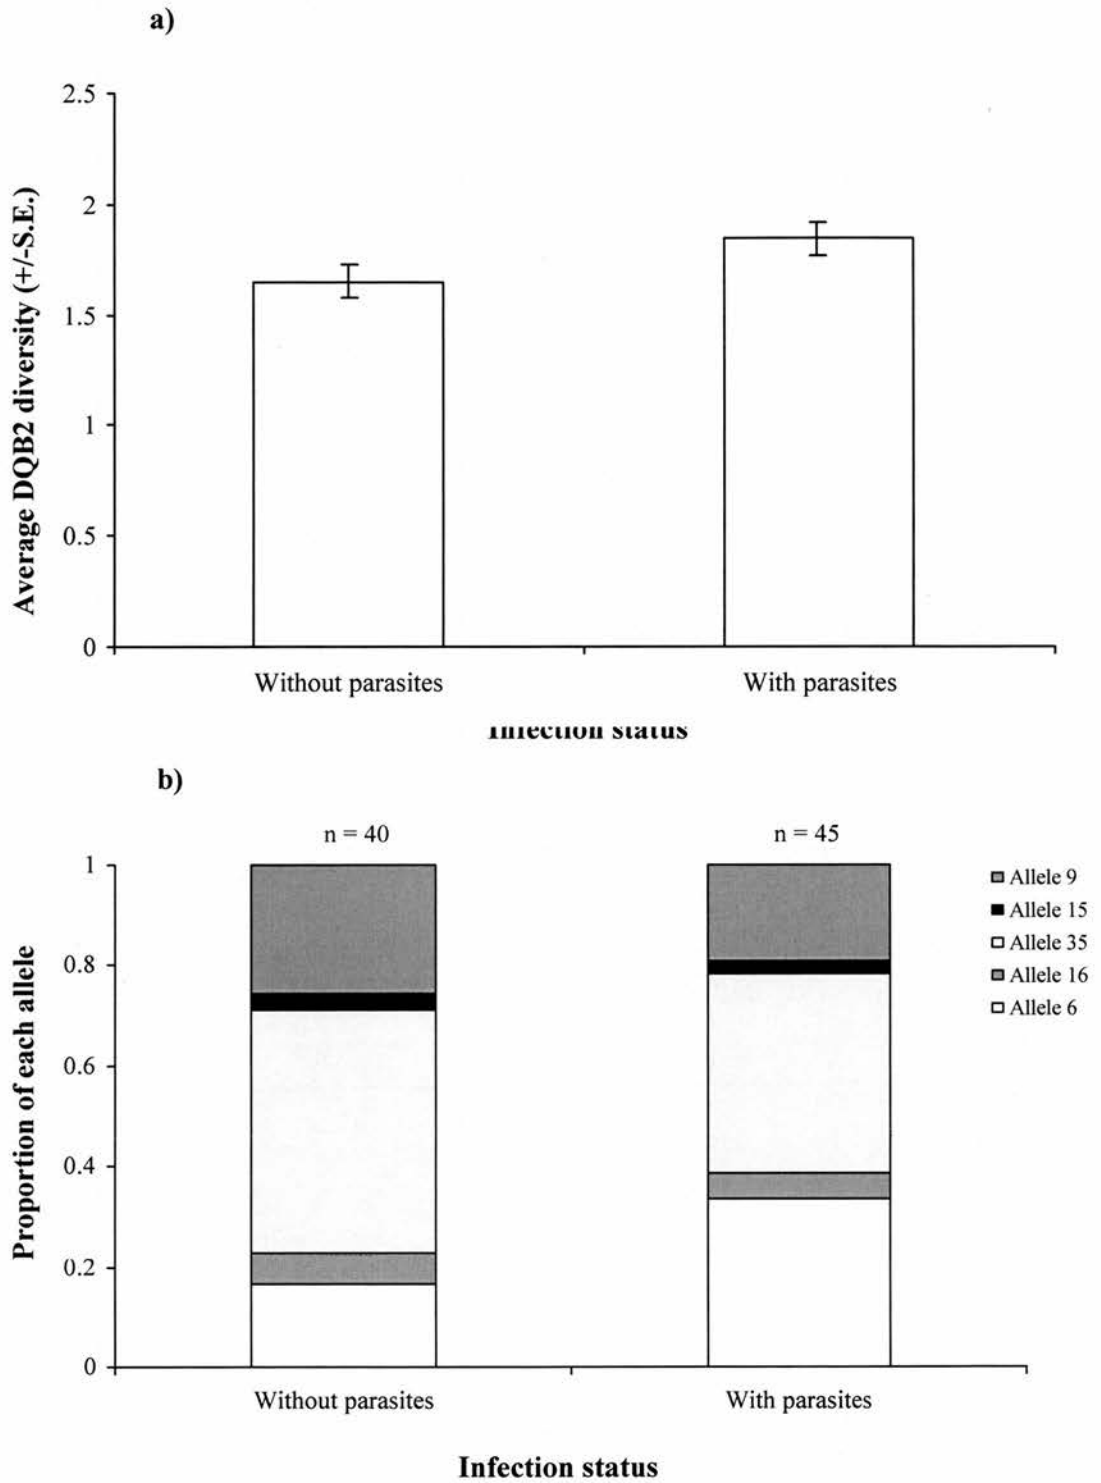 a)
2.5
2
1.5
1
0.5
0
Average DQB2 diversity (+/-S.E.)
Without parasites
With parasites
Infection status
b)
n = 40
n = 45
1
0.8
0.6
0.4
0.2
0
Proportion of each allele
Allele 9
Allele 15
Allele 35
Allele 16
Allele 6
Without parasites
With parasites
Infection status